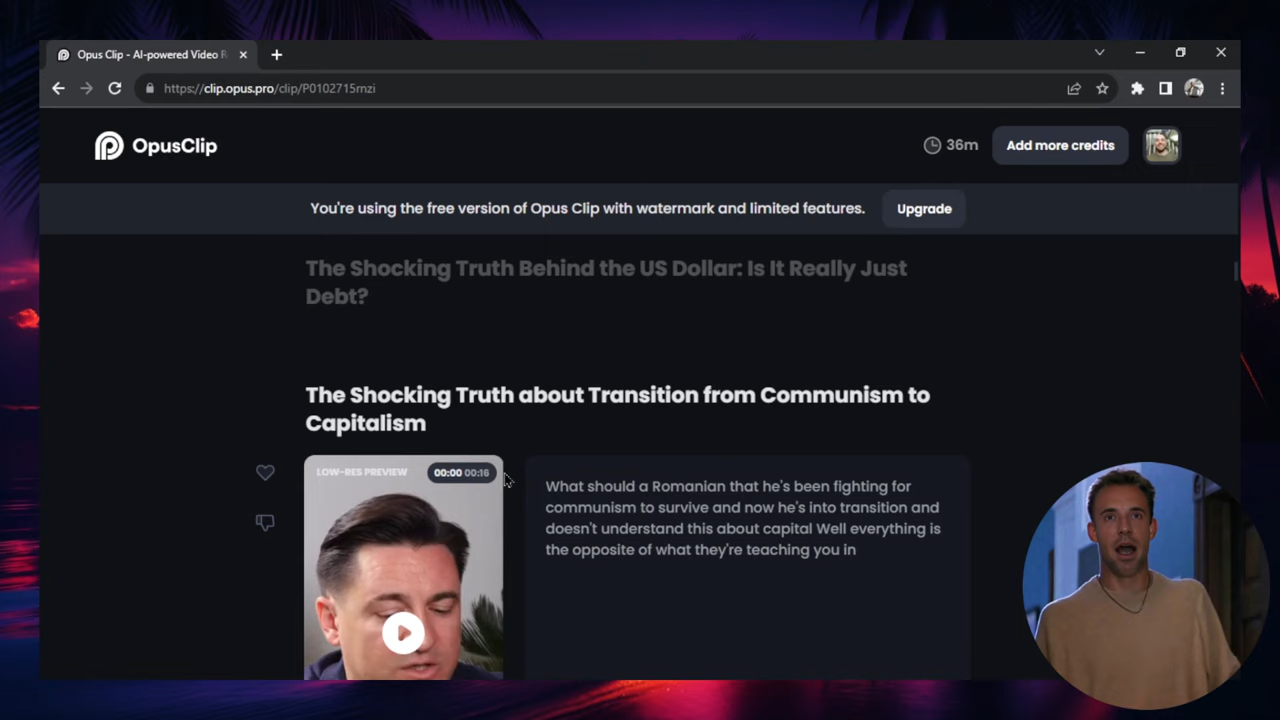 Opus Clip - AI-powered Video R
https://clip.opus.pro/clip/P0102715rnzi
OpusClip
36m
Add more credits
You're using the free version of Opus Clip with watermark and limited features.
Upgrade
The Shocking Truth Behind the US Dollar: Is It Really Just
Debt?
The Shocking Truth about Transition from Communism to
Capitalism
LOW-RES PREVIEW
00:00 00:16
What should a Romanian that he's been fighting for
communism to survive and now he's into transition and
doesn't understand this about capital Well everything is
the opposite of what they're teaching you in